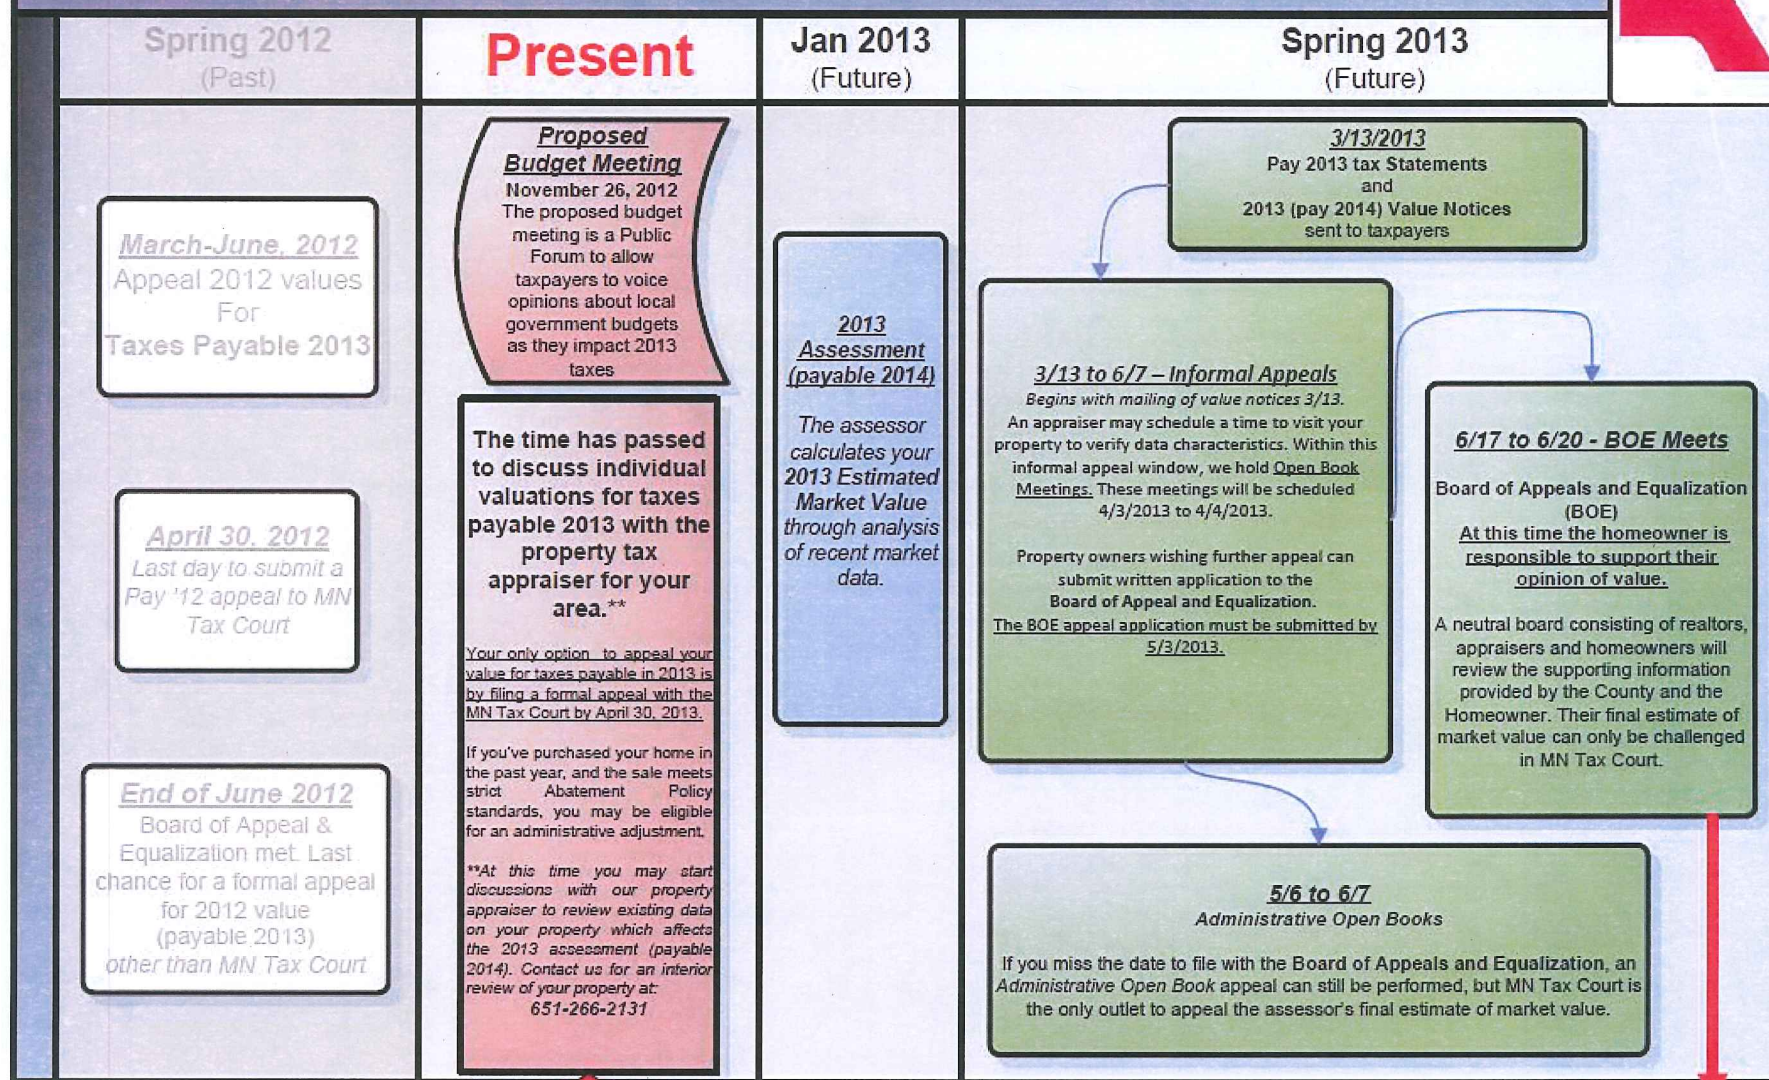 Spring 2012
(Past)
Present
Jan 2013
(Future)
Spring 2013
(Future)
March-June, 2012
Appeal 2012 values
For
Taxes Payable 2013
April 30, 2012
Last day to submit a
Pay '12 appeal to MN
Tax Court
End of June 2012
Board of Appeal &
Equalization met. Last
chance for a formal appeal
for 2012 value
(payable 2013)
other than MN Tax Court
Proposed
Budget Meeting
November 26, 2012
The proposed budget
meeting is a Public
Forum to allow
taxpayers to voice
opinions about local
government budgets
as they impact 2013
taxes
The time has passed
to discuss individual
valuations for taxes
payable 2013 with the
property tax
appraiser for your
area.**
Your only option to appeal your
value for taxes payable in 2013 is
by filing a formal appeal with the
MN Tax Court by April 30, 2013.
If you've purchased your home in
the past year, and the sale meets
strict Abatement Policy
standards, you may be eligible
for an administrative adjustment.
**At this time you may start
discussions with our property
appraiser to review existing data
on your property which affects
the 2013 assessment (payable
2014). Contact us for an interior
review of your property at:
651-266-2131
2013
Assessment
(payable 2014)
The assessor
calculates your
2013 Estimated
Market Value
through analysis
of recent market
data.
3/13/2013
Pay 2013 tax Statements
and
2013 (pay 2014) Value Notices
sent to taxpayers
3/13 to 6/7 – Informal Appeals
Begins with mailing of value notices 3/13.
An appraiser may schedule a time to visit your
property to verify data characteristics. Within this
informal appeal window, we hold Open Book
Meetings. These meetings will be scheduled
4/3/2013 to 4/4/2013.
Property owners wishing further appeal can
submit written application to the
Board of Appeal and Equalization.
The BOE appeal application must be submitted by
5/3/2013.
6/17 to 6/20 - BOE Meets
Board of Appeals and Equalization
(BOE)
At this time the homeowner is
responsible to support their
opinion of value.
A neutral board consisting of realtors,
appraisers and homeowners will
review the supporting information
provided by the County and the
Homeowner. Their final estimate of
market value can only be challenged
in MN Tax Court.
5/6 to 6/7
Administrative Open Books
If you miss the date to file with the Board of Appeals and Equalization, an
Administrative Open Book appeal can still be performed, but MN Tax Court is
the only outlet to appeal the assessor's final estimate of market value.